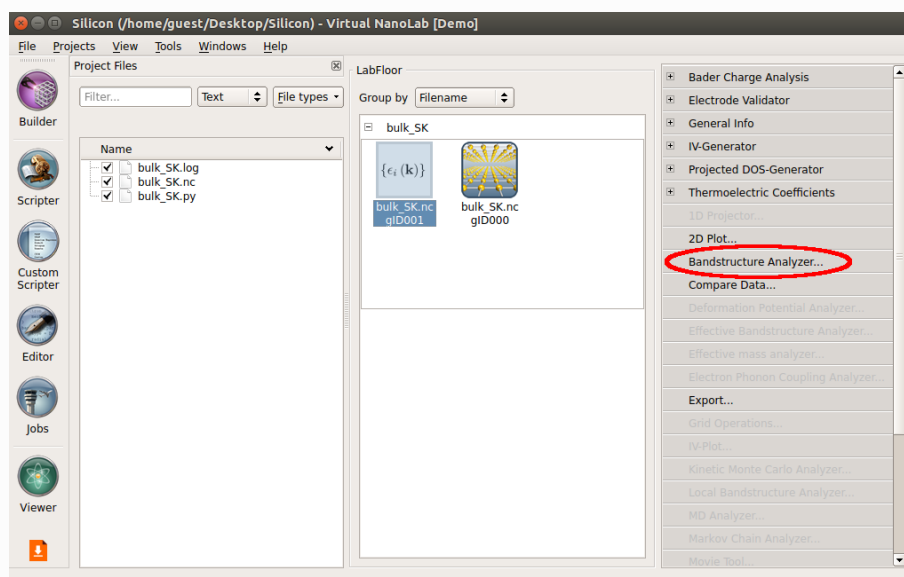 Silicon (/home/guest/Desktop/Silicon) - Virtual NanoLab [Demo]
File Projects View Tools Windows Help
Builder
Scripter
Custom
Scripter
Editor
Jobs
Viewer
Project Files
Filter... Text File types
Name
bulk_SK.log
bulk_SK.nc
bulk_SK.py
LabFloor
Group by Filename
bulk_SK
{ϵᵢ (k)}
bulk_SK.nc
gID001
bulk_SK.nc
gID000
Bader Charge Analysis
Electrode Validator
General Info
IV-Generator
Projected DOS-Generator
Thermoelectric Coefficients
1D Projector...
2D Plot...
Bandstructure Analyzer...
Compare Data...
Deformation Potential Analyzer...
Effective Bandstructure Analyzer...
Effective mass analyzer...
Electron Phonon Coupling Analyzer...
Export...
Grid Operations...
IV-Plot...
Kinetic Monte Carlo Analyzer...
Local Bandstructure Analyzer...
MD Analyzer...
Markov Chain Analyzer...
Movie Tool...